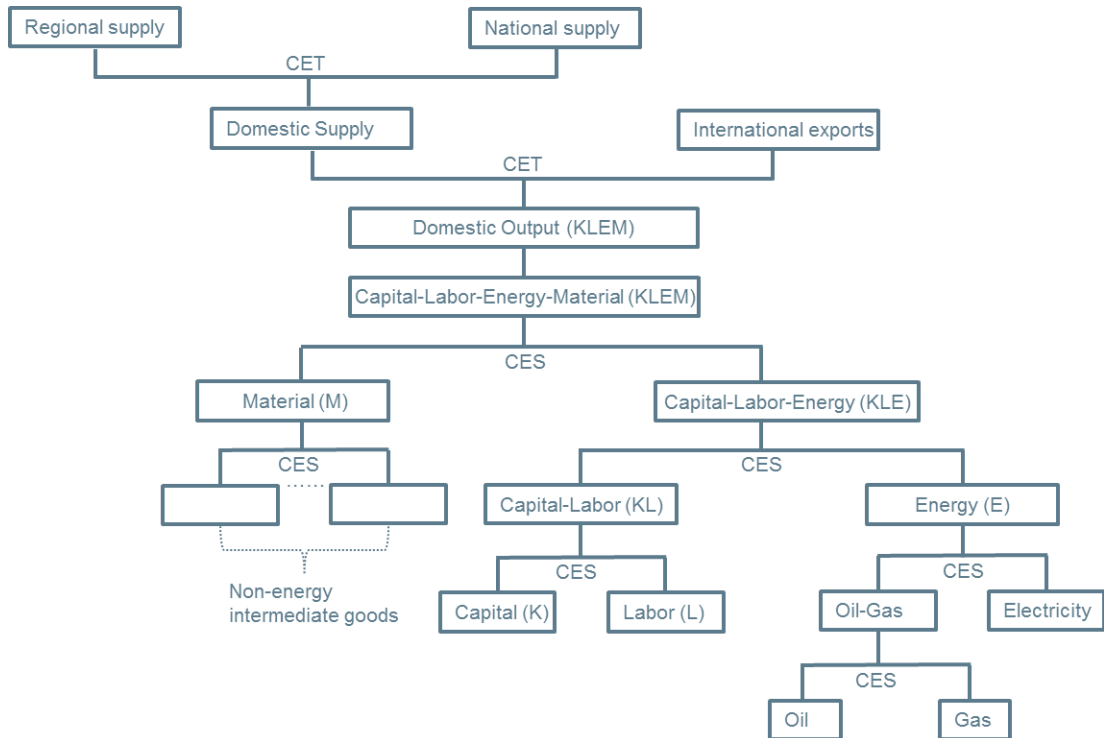 Regional supply
National supply
CET
Domestic Supply
International exports
CET
Domestic Output (KLEM)
Capital-Labor-Energy-Material (KLEM)
CES
Material (M)
Capital-Labor-Energy (KLE)
CES
CES
Capital-Labor (KL)
Energy (E)
CES
CES
Non-energy
intermediate goods
Capital (K)
Labor (L)
Oil-Gas
Electricity
CES
Oil
Gas